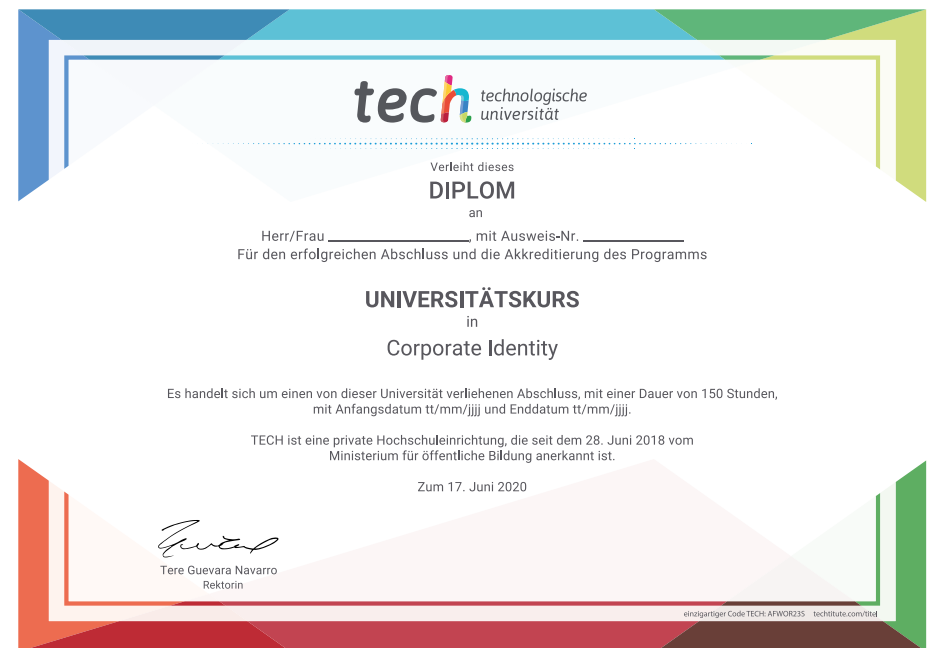 tech technologische
universität
Verleiht dieses
DIPLOM
an
Herr/Frau ____________, mit Ausweis-Nr. ____________
Für den erfolgreichen Abschluss und die Akkreditierung des Programms
UNIVERSITÄTSKURS
in
Corporate Identity
Es handelt sich um einen von dieser Universität verliehenen Abschluss, mit einer Dauer von 150 Stunden,
mit Anfangsdatum tt/mm/jjjj und Enddatum tt/mm/jjjj.
TECH ist eine private Hochschuleinrichtung, die seit dem 28. Juni 2018 vom
Ministerium für öffentliche Bildung anerkannt ist.
Zum 17. Juni 2020
Tere Guevara Navarro
Rektorin
einzigartiger Code TECH: AFWOR23S techtitute.com/titel